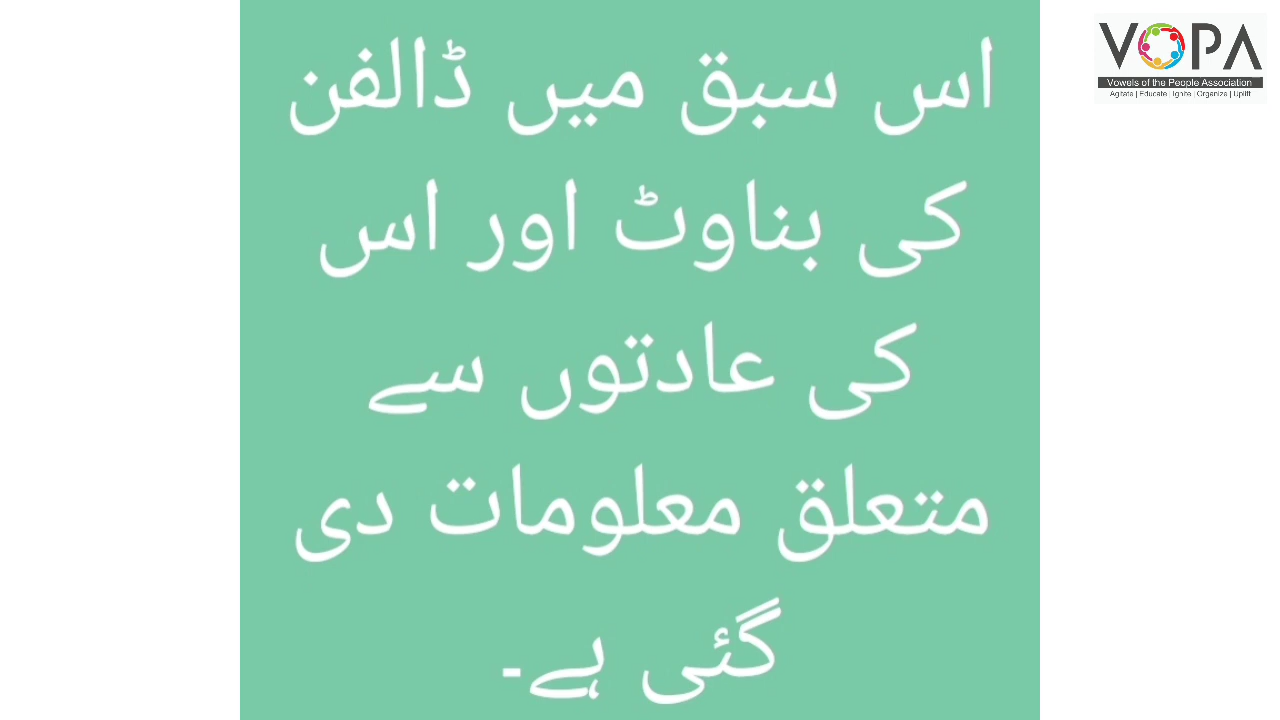 اس سبق میں ڈالفن
کی بناوٹ اور اس
کی عادتوں سے
متعلق معلومات دی
گئی ہے۔
VOPA
Vowels of the People Association
Agitate | Educate | Ignite | Organize | Uplift